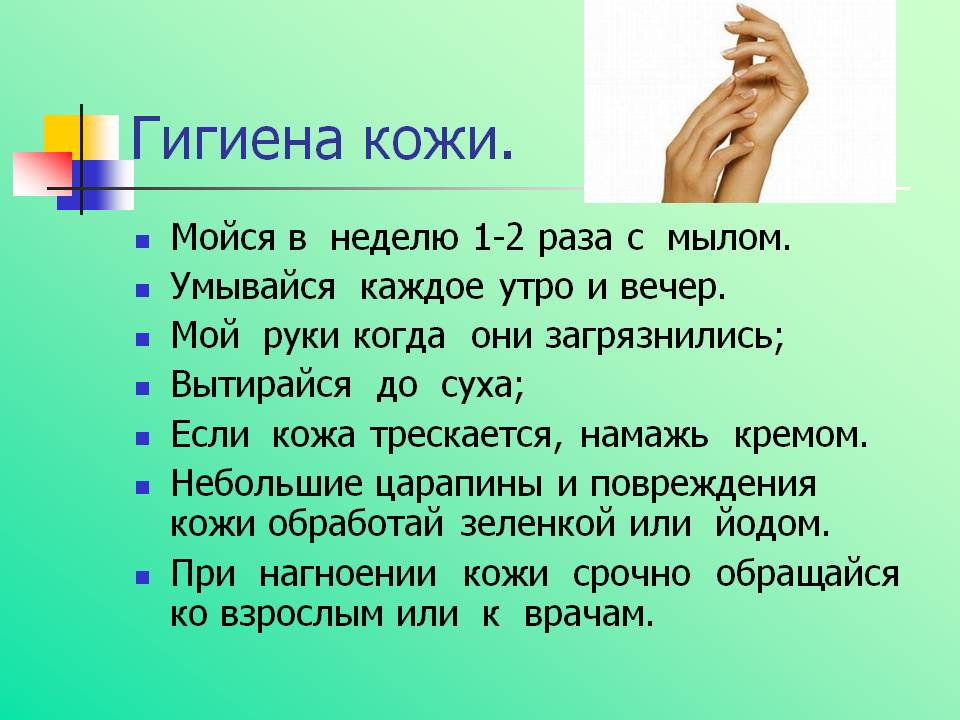 Гигиена кожи.
Мойся в неделю 1-2 раза с мылом.
Умывайся каждое утро и вечер.
Мой руки когда они загрязнились;
Вытирайся до суха;
Если кожа трескается, намажь кремом.
Небольшие царапины и повреждения
кожи обработай зеленкой или йодом.
При нагноении кожи срочно обращайся
ко взрослым или к врачам.